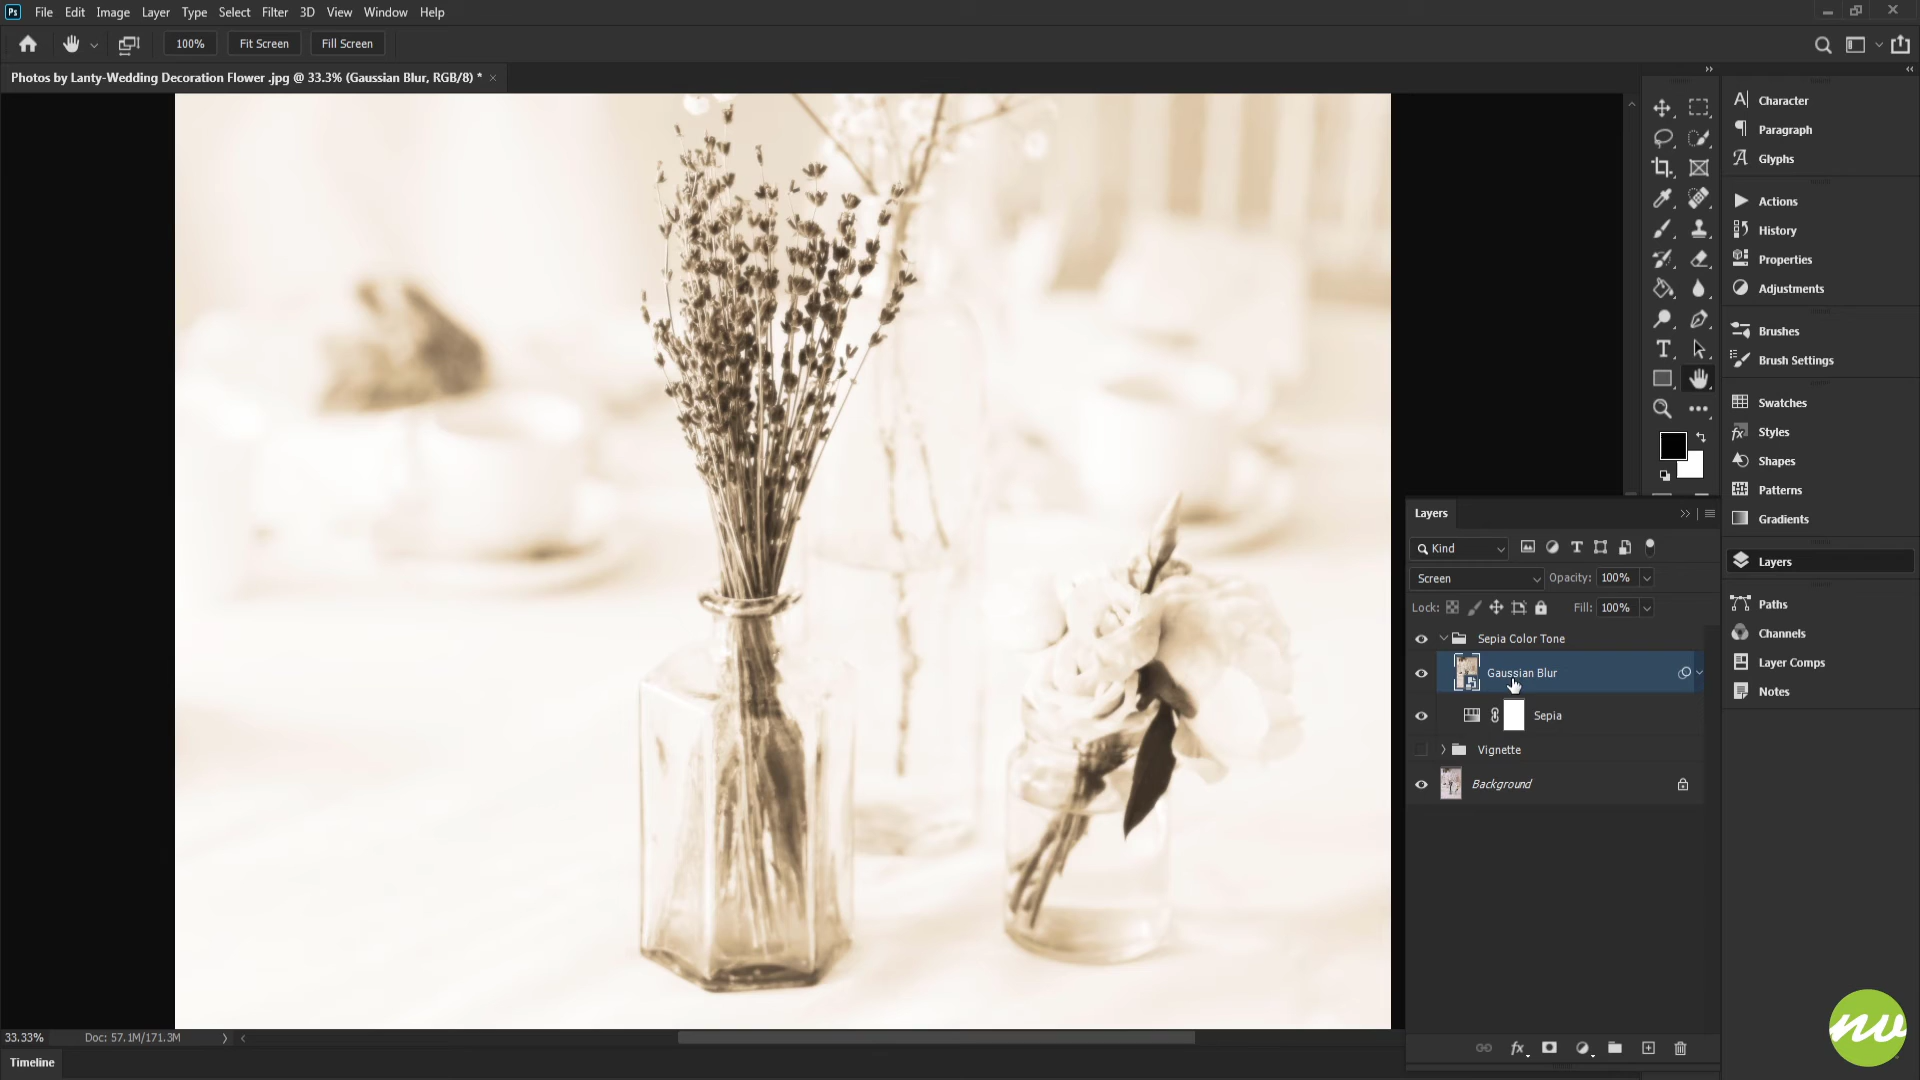 Ps File Edit Image Layer Type Select Filter 3D View Window Help
100% Fit Screen Fill Screen
Photos by Lanty-Wedding Decoration Flower .jpg @ 33.3% (Gaussian Blur, RGB/8) * ×
Character
Paragraph
Glyphs
Actions
History
Properties
Adjustments
Brushes
Brush Settings
Swatches
Styles
Shapes
Patterns
Gradients
Layers
Paths
Channels
Layer Comps
Notes
Layers
Kind
Screen Opacity: 100%
Lock: Fill: 100%
Sepia Color Tone
Gaussian Blur
Sepia
Vignette
Background
fx
33.33% Doc: 57.1M/171.3M
Timeline
nv